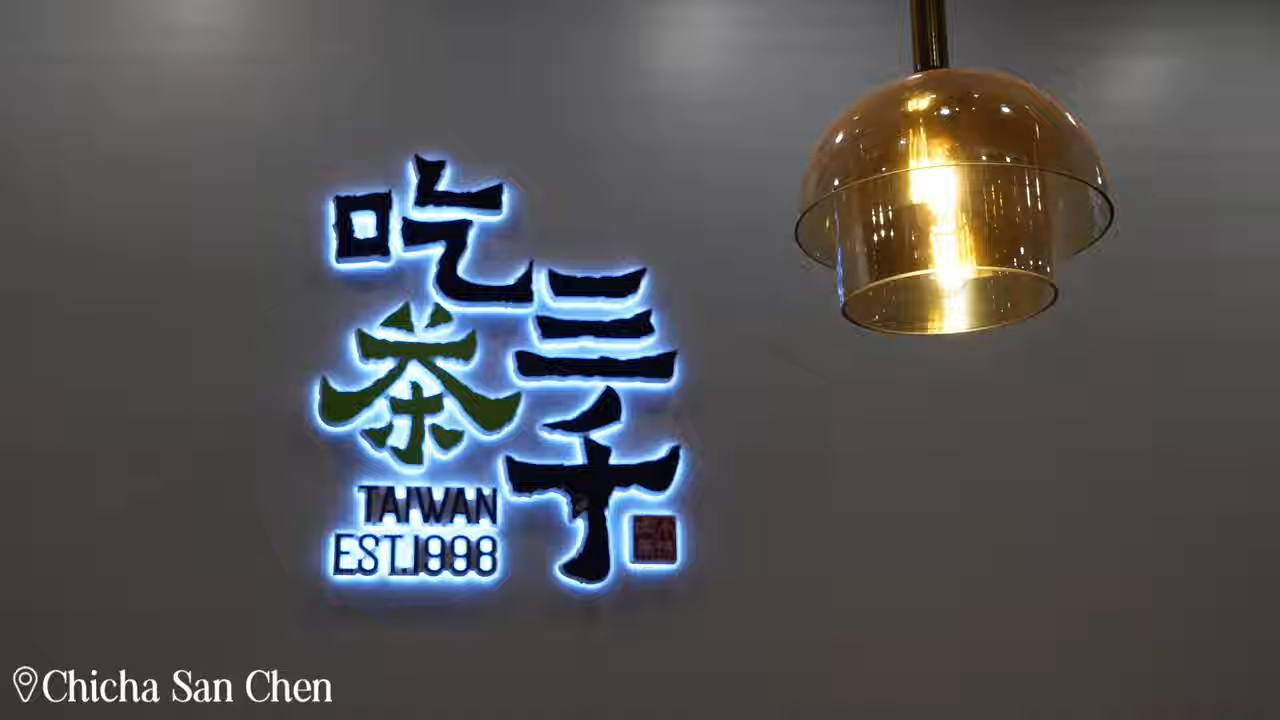 吃茶
三千
TAIWAN
EST.1998
Chicha San Chen